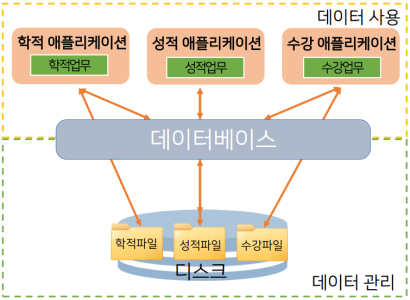 데이터 사용
학적 애플리케이션
학적업무
성적 애플리케이션
성적업무
수강 애플리케이션
수강업무
데이터베이스
학적파일
성적파일
수강파일
디스크
데이터 관리